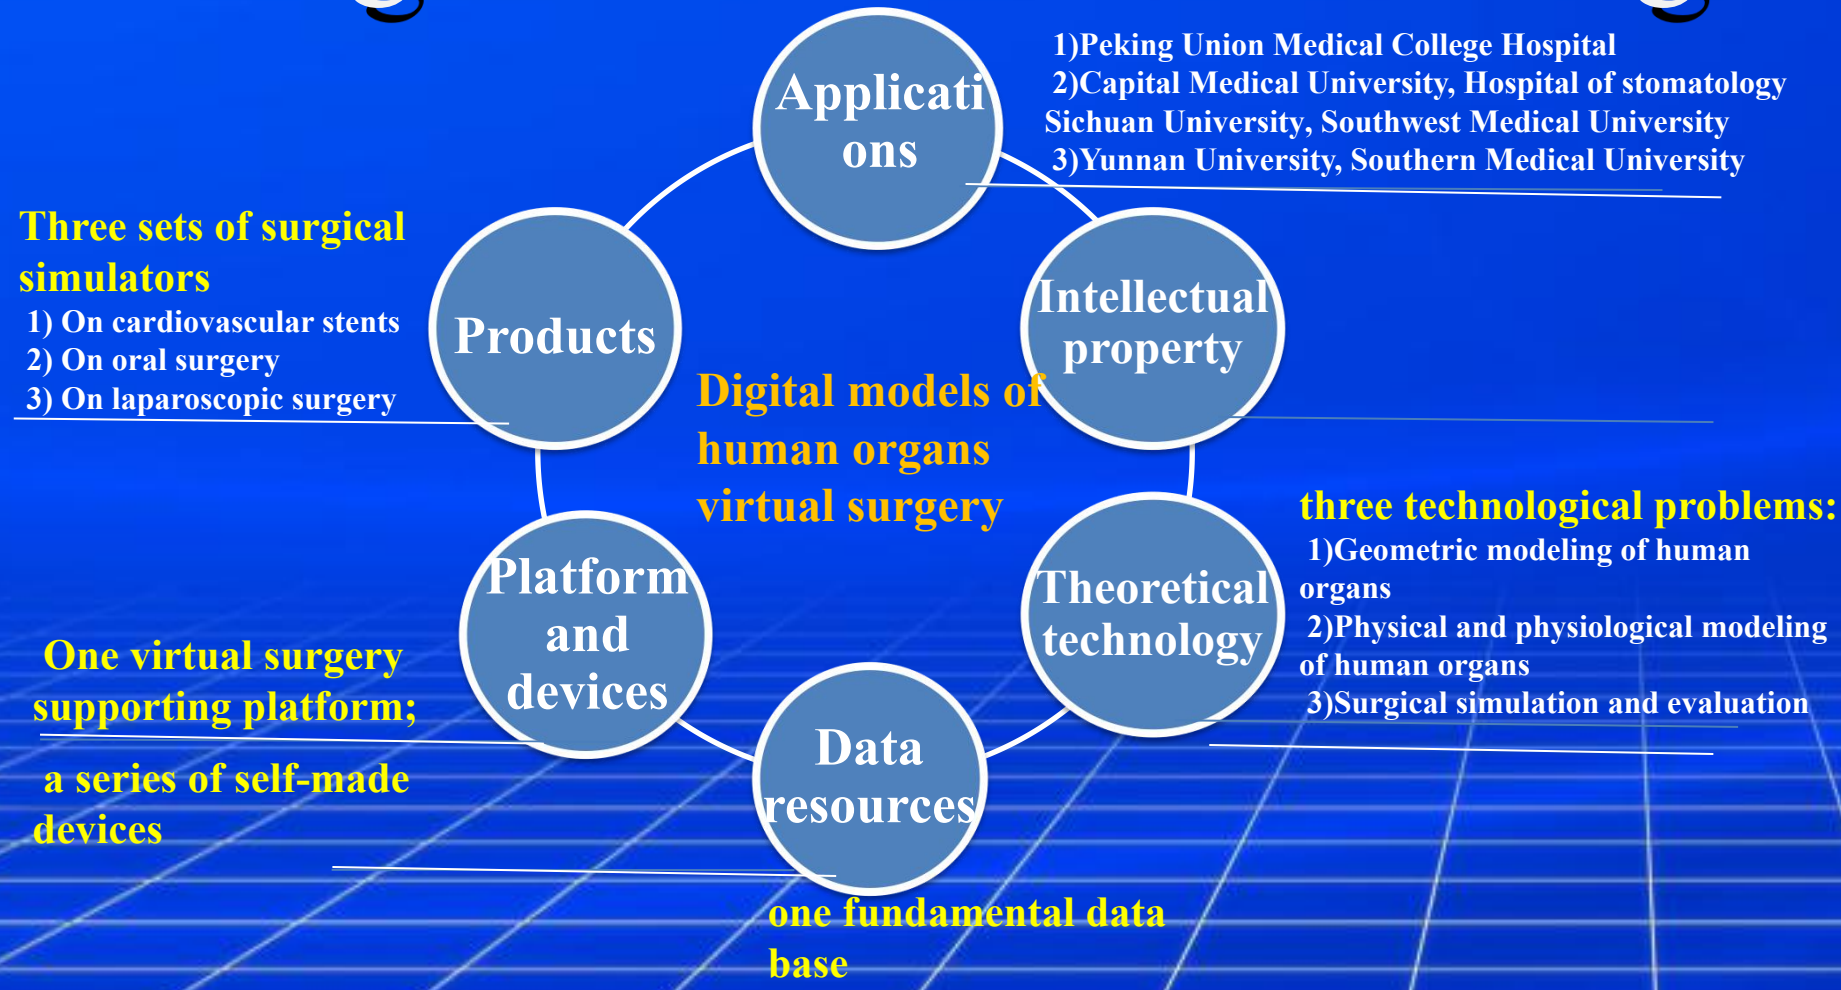 Applicati
ons
1)Peking Union Medical College Hospital
2)Capital Medical University, Hospital of stomatology
Sichuan University, Southwest Medical University
3)Yunnan University, Southern Medical University
Three sets of surgical
simulators
1) On cardiovascular stents
2) On oral surgery
3) On laparoscopic surgery
Products
Intellectual
property
Digital models of
human organs
virtual surgery
three technological problems:
1)Geometric modeling of human
organs
2)Physical and physiological modeling
of human organs
3)Surgical simulation and evaluation
Theoretical
technology
Platform
and
devices
One virtual surgery
supporting platform;
a series of self-made
devices
Data
resources
one fundamental data
base